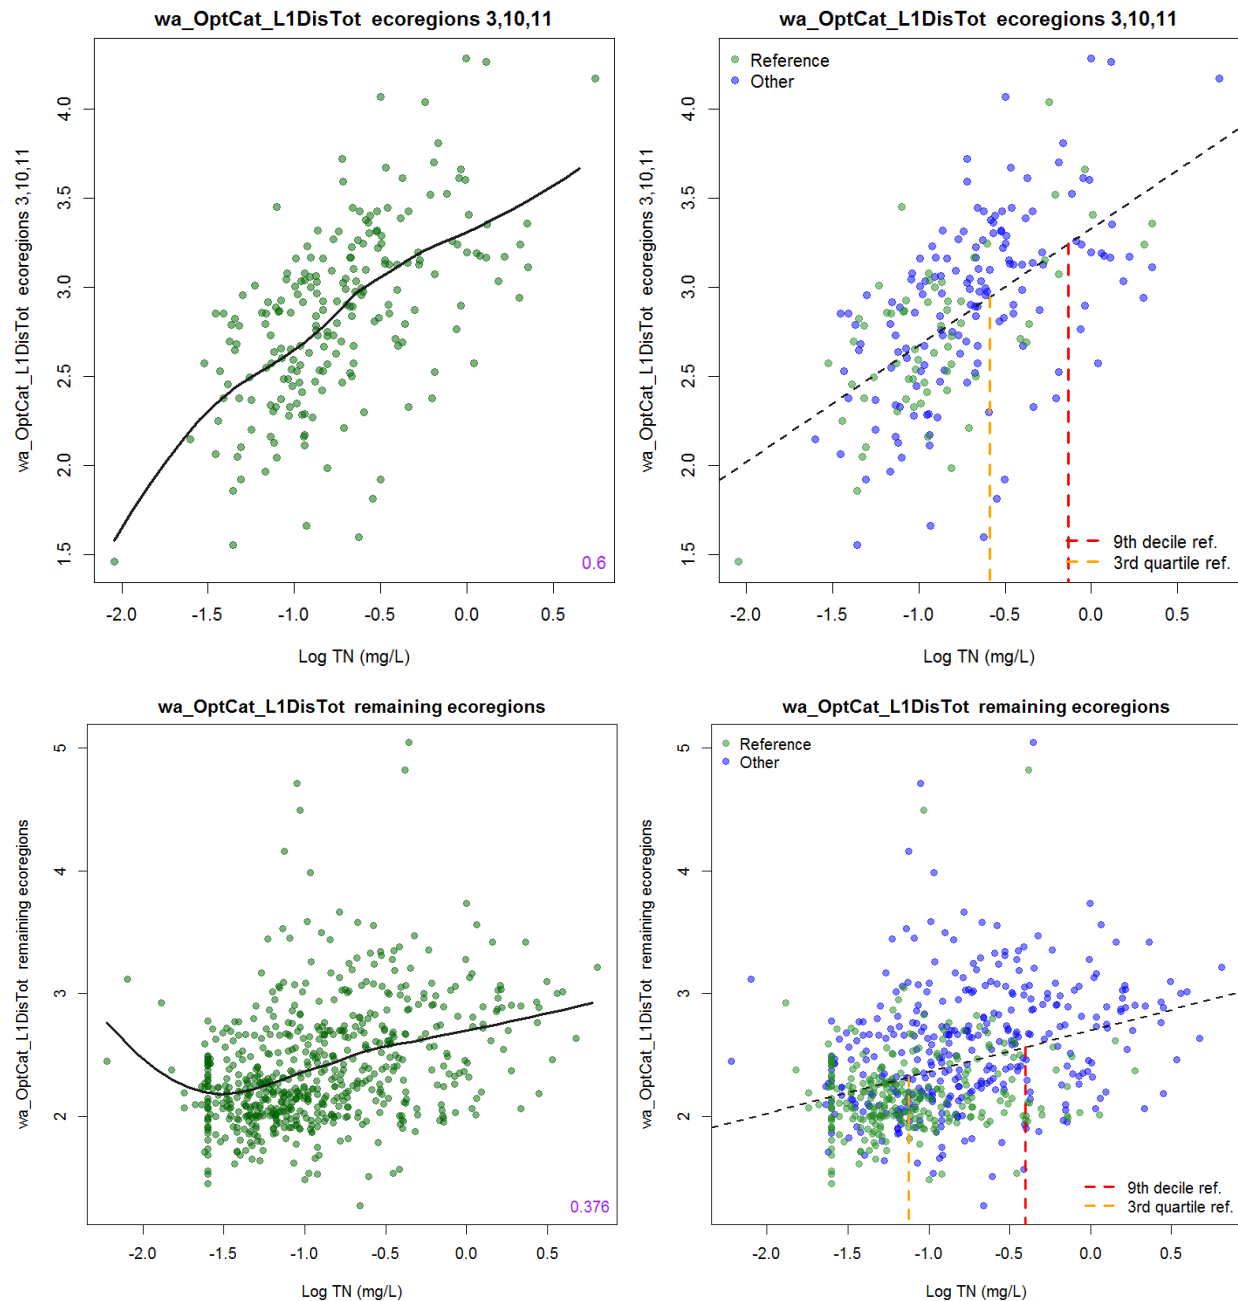 wa_OptCat_L1DisTot ecoregions 3,10,11
wa_OptCat_L1DisTot ecoregions 3,10,11
4.0
3.5
3.0
2.5
2.0
1.5
0.6
-2.0 -1.5 -1.0 -0.5 0.0 0.5
Log TN (mg/L)
wa_OptCat_L1DisTot ecoregions 3,10,11
wa_OptCat_L1DisTot ecoregions 3,10,11
4.0
3.5
3.0
2.5
2.0
1.5
Reference
Other
9th decile ref.
3rd quartile ref.
-2.0 -1.5 -1.0 -0.5 0.0 0.5
Log TN (mg/L)
wa_OptCat_L1DisTot remaining ecoregions
wa_OptCat_L1DisTot remaining ecoregions
5
4
3
2
0.376
-2.0 -1.5 -1.0 -0.5 0.0 0.5
Log TN (mg/L)
wa_OptCat_L1DisTot remaining ecoregions
wa_OptCat_L1DisTot remaining ecoregions
5
4
3
2
Reference
Other
9th decile ref.
3rd quartile ref.
-2.0 -1.5 -1.0 -0.5 0.0 0.5
Log TN (mg/L)